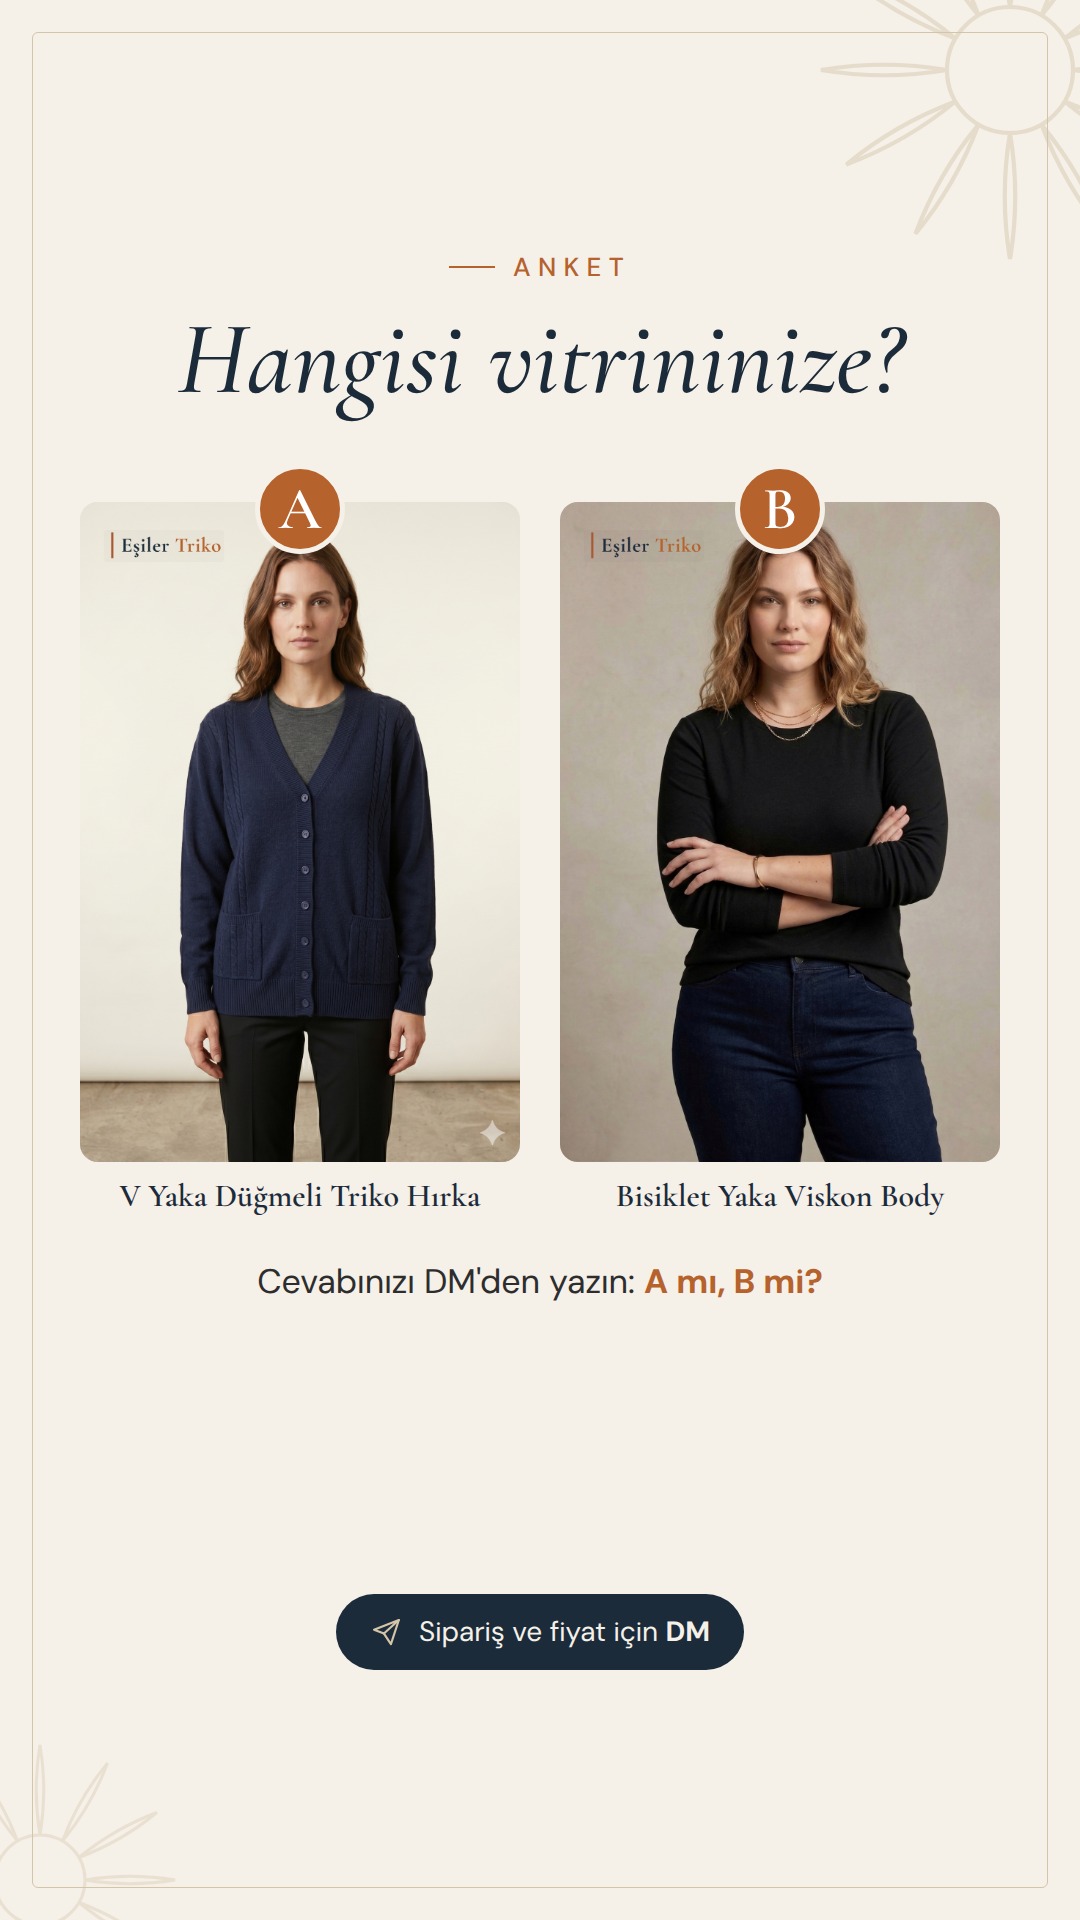 ANKET
Hangisi vitrininize?
A
B
Eşiler Triko
Eşiler Triko
V Yaka Düğmeli Triko Hırka
Bisiklet Yaka Viskon Body
Cevabınızı DM'den yazın: A mı, B mi?
Sipariş ve fiyat için DM